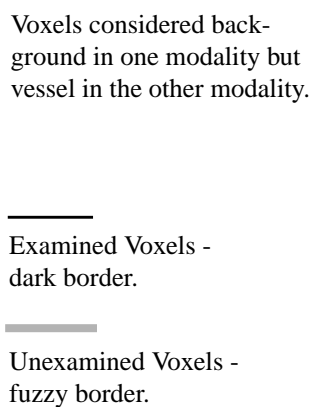 Voxels considered back-
ground in one modality but
vessel in the other modality.
Examined Voxels -
dark border.
Unexamined Voxels -
fuzzy border.